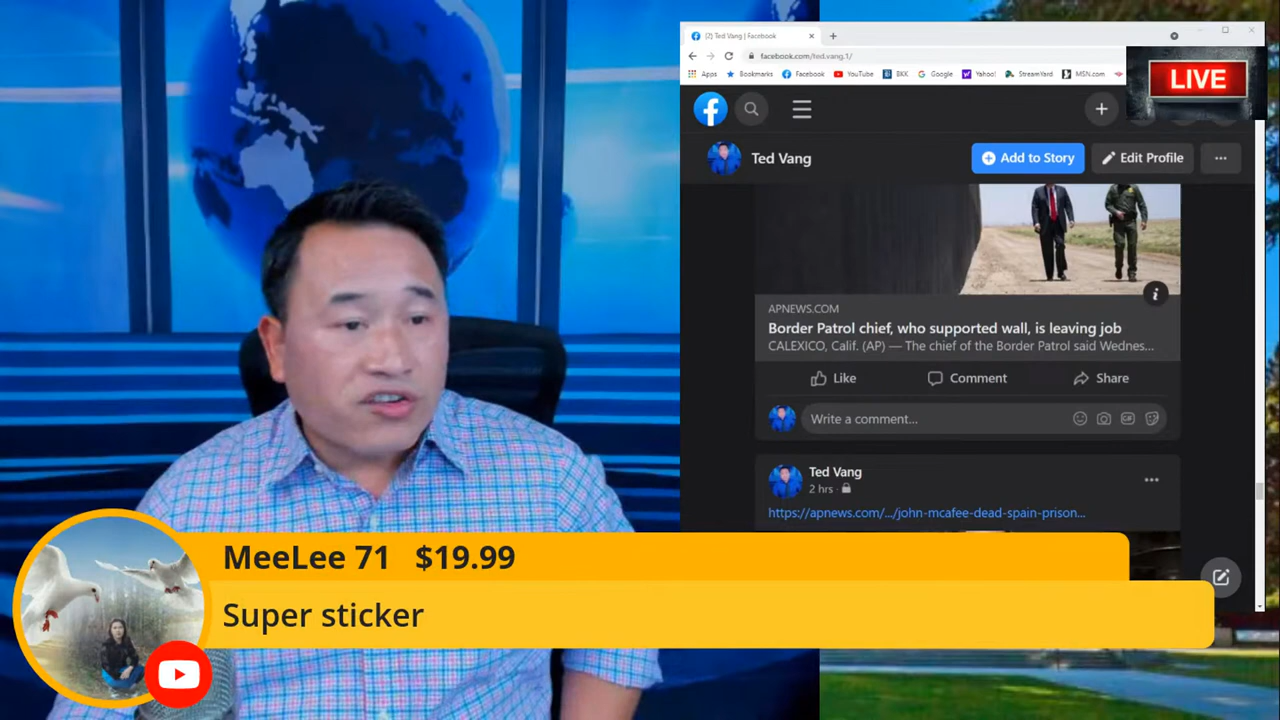 (2) Ted Vang | Facebook
facebook.com/ted.vang.1/
Apps Bookmarks Facebook YouTube BKK Google Yahoo! StreamYard MSN.com
LIVE
Ted Vang
Add to Story
Edit Profile
APNEWS.COM
Border Patrol chief, who supported wall, is leaving job
CALEXICO, Calif. (AP) — The chief of the Border Patrol said Wednes...
Like Comment Share
Write a comment...
GIF
Ted Vang
2 hrs ·
https://apnews.com/.../john-mcafee-dead-spain-prison...
MeeLee 71 $19.99
Super sticker